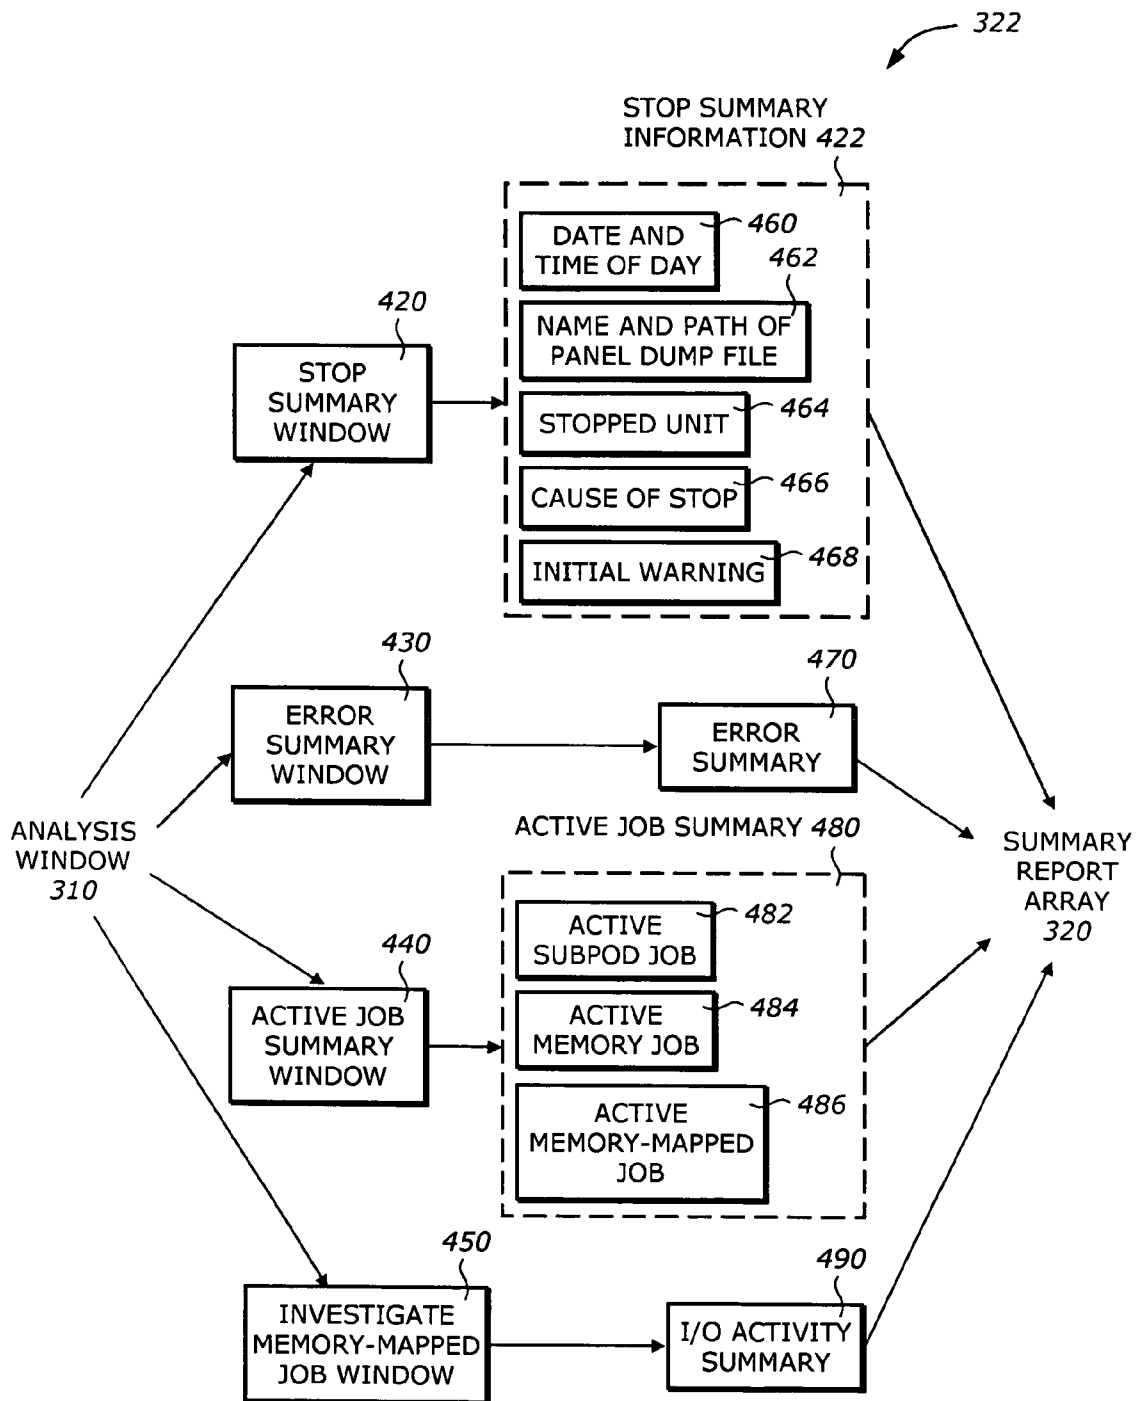 322
STOP SUMMARY
INFORMATION 422
460
DATE AND
TIME OF DAY
462
NAME AND PATH OF
PANEL DUMP FILE
464
STOPPED UNIT
466
CAUSE OF STOP
468
INITIAL WARNING
420
STOP
SUMMARY
WINDOW
430
ERROR
SUMMARY
WINDOW
470
ERROR
SUMMARY
ANALYSIS
WINDOW
310
ACTIVE JOB SUMMARY 480
482
ACTIVE
SUBPOD JOB
484
ACTIVE
MEMORY JOB
486
ACTIVE
MEMORY-MAPPED
JOB
SUMMARY
REPORT
ARRAY
320
440
ACTIVE JOB
SUMMARY
WINDOW
450
INVESTIGATE
MEMORY-MAPPED
JOB WINDOW
490
I/O ACTIVITY
SUMMARY